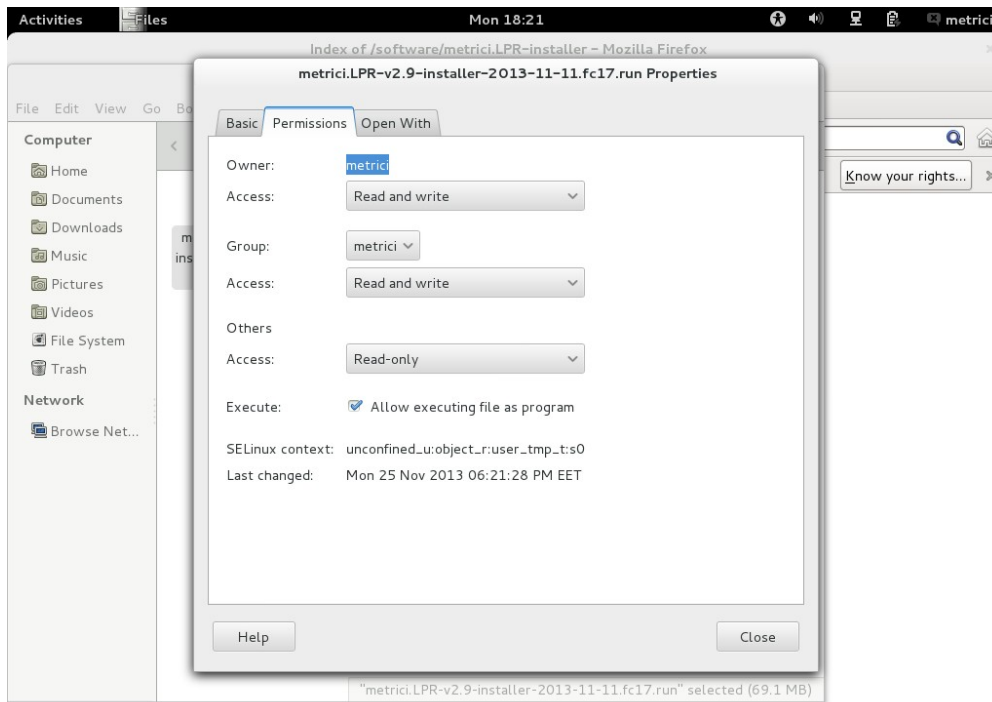 Activities Files Mon 18:21 metrici
Index of /software/metrici.LPR-installer – Mozilla Firefox
metrici.LPR-v2.9-installer-2013-11-11.fc17.run Properties
File Edit View Go Bo
Basic Permissions Open With
Computer
Home
Documents
Downloads
Music
Pictures
Videos
File System
Trash
Network
Browse Net...
m
ins
Owner: metrici
Access: Read and write
Group: metrici
Access: Read and write
Others
Access: Read-only
Execute: Allow executing file as program
SELinux context: unconfined_u:object_r:user_tmp_t:s0
Last changed: Mon 25 Nov 2013 06:21:28 PM EET
Help Close
Know your rights...
"metrici.LPR-v2.9-installer-2013-11-11.fc17.run" selected (69.1 MB)